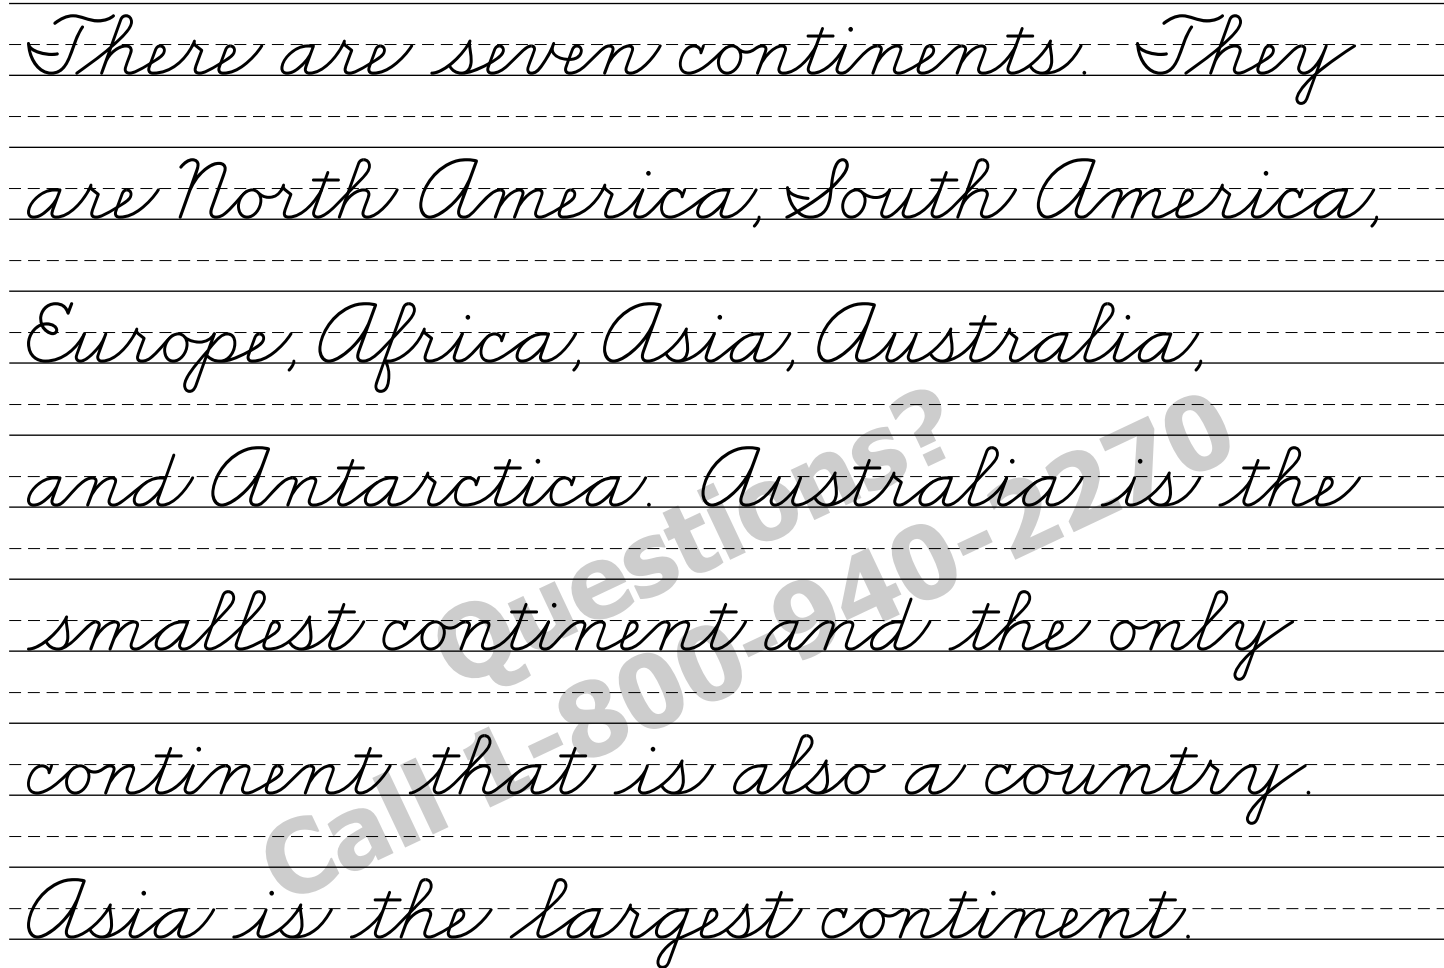 There are seven continents. They
are North America, South America,
Europe, Africa, Asia, Australia,
and Antarctica. Australia is the
smallest continent and the only
continent that is also a country.
Asia is the largest continent.
Questions?
Call 1-800-940-2270